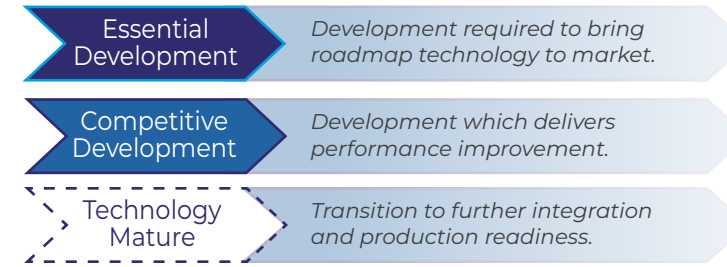 Essential
Development
Development required to bring
roadmap technology to market.
Competitive
Development
Development which delivers
performance improvement.
Technology
Mature
Transition to further integration
and production readiness.